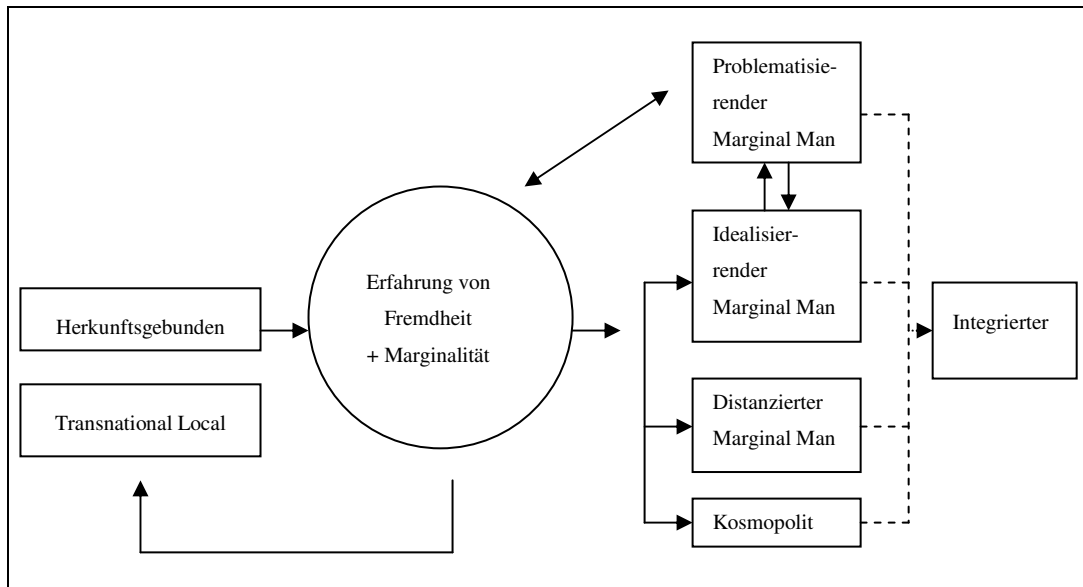 Herkunftsgebunden
Transnational Local
Erfahrung von
Fremdheit
+ Marginalität
Problematisie-
render
Marginal Man
Idealisier-
render
Marginal Man
Distanzierter
Marginal Man
Kosmopolit
Integrierter